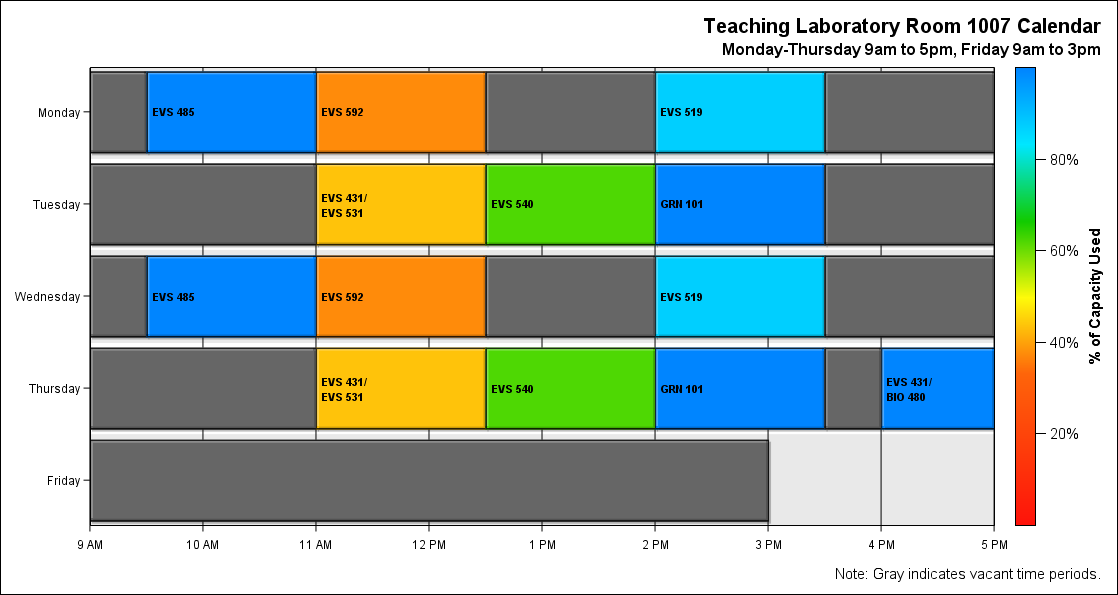 Teaching Laboratory Room 1007 Calendar
Monday-Thursday 9am to 5pm, Friday 9am to 3pm
Monday
EVS 485
EVS 592
EVS 519
Tuesday
EVS 431/
EVS 531
EVS 540
GRN 101
Wednesday
EVS 485
EVS 592
EVS 519
Thursday
EVS 431/
EVS 531
EVS 540
GRN 101
EVS 431/
BIO 480
Friday
9 AM
10 AM
11 AM
12 PM
1 PM
2 PM
3 PM
4 PM
5 PM
80%
60%
40%
20%
% of Capacity Used
Note: Gray indicates vacant time periods.